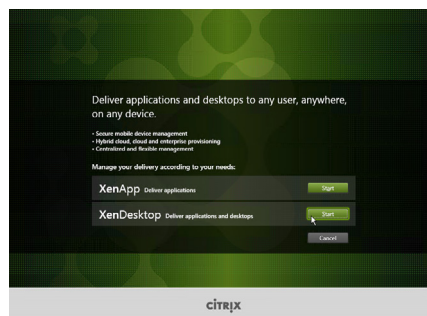 Deliver applications and desktops to any user, anywhere,
on any device.
• Secure mobile device management
• Hybrid cloud, cloud and enterprise provisioning
• Centralized and flexible management
Manage your delivery according to your needs:
XenApp Deliver applications Start
XenDesktop Deliver applications and desktops Start
Cancel
CİTRIX